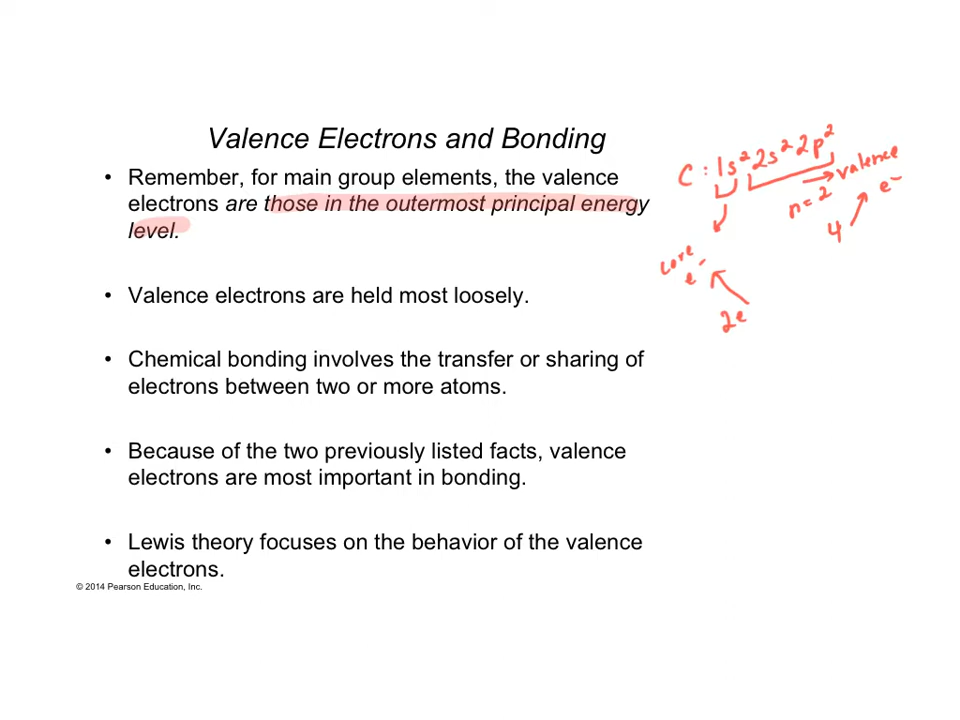 Valence Electrons and Bonding
• Remember, for main group elements, the valence
electrons are those in the outermost principal energy
level.
• Valence electrons are held most loosely.
• Chemical bonding involves the transfer or sharing of
electrons between two or more atoms.
• Because of the two previously listed facts, valence
electrons are most important in bonding.
• Lewis theory focuses on the behavior of the valence
electrons.
© 2014 Pearson Education, Inc.
C: 1s² 2s² 2p²
n=2
valence
e⁻
4
core
e⁻
2e